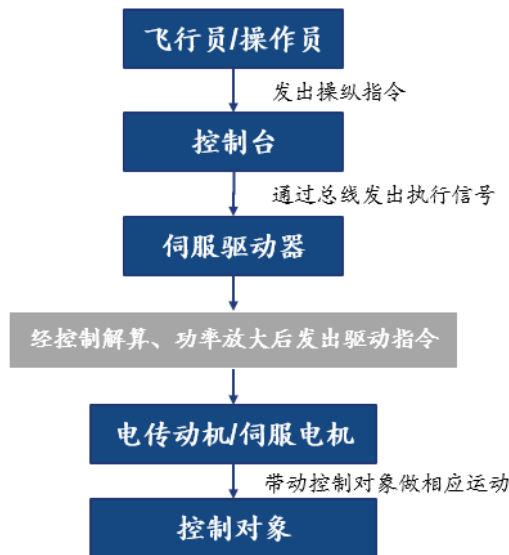 飞行员/操作员
发出操纵指令
控制台
通过总线发出执行信号
伺服驱动器
经控制解算、功率放大后发出驱动指令
电传动机/伺服电机
带动控制对象做相应运动
控制对象